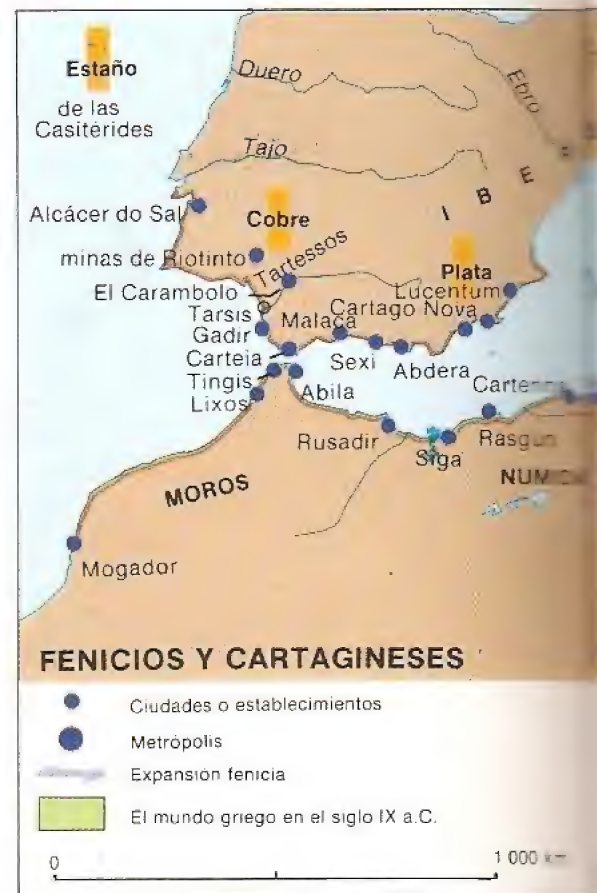 Estaño
de las
Casitérides
Duero
Ebro
Tajo
I B E
Alcácer do Sal
Cobre
minas de Riotinto
Tartessos
Plata
El Carambolo
Lucentum
Tarsis
Cartago Nova
Gadir
Malaca
Carteia
Sexi
Abdera
Tingis
Abila
Lixos
Rusadir
Siga
MOROS
Mogador
FENICIOS Y CARTAGINESES
Ciudades o establecimientos
Metrópolis
Expansión fenicia
El mundo griego en el siglo IX a.C.
0
1 000